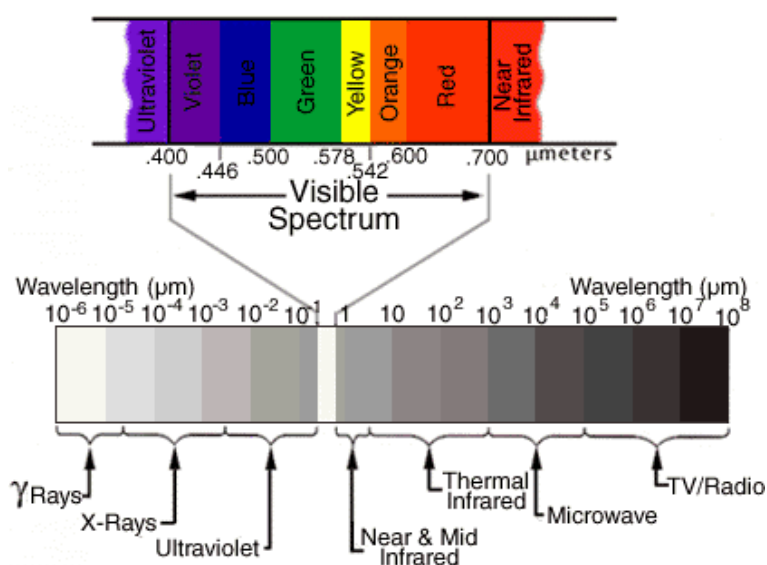 Ultraviolet Violet Blue Green Yellow Orange Red Near Infrared
.400 .446 .500 .578 .542 .600 .700 µmeters
Visible
Spectrum
Wavelength (µm) Wavelength (µm)
10-6 10-5 10-4 10-3 10-2 10-1 1 10 10² 10³ 10⁴ 10⁵ 10⁶ 10⁷ 10⁸
γ Rays
X-Rays
Ultraviolet
Near & Mid
Infrared
Thermal
Infrared
Microwave
TV/Radio